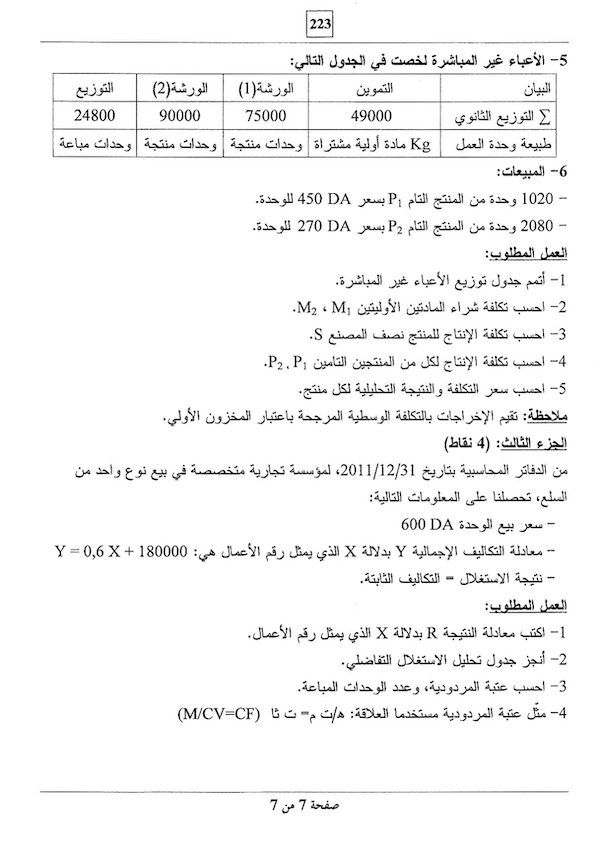 223
5- الأعباء غير المباشرة لخصت في الجدول التالي:
البيان التموين الورشة(1) الورشة(2) التوزيع
∑ التوزيع الثانوي 49000 75000 90000 24800
طبيعة وحدة العمل Kg مادة أولية مشتراة وحدات منتجة وحدات منتجة وحدات مباعة
6- المبيعات:
- 1020 وحدة من المنتج التام P₁ بسعر 450 DA للوحدة.
- 2080 وحدة من المنتج التام P₂ بسعر 270 DA للوحدة.
العمل المطلوب:
1- أتمم جدول توزيع الأعباء غير المباشرة.
2- احسب تكلفة شراء المادتين الأوليتين M₁ ، M₂.
3- احسب تكلفة الإنتاج للمنتج نصف المصنع S.
4- احسب تكلفة الإنتاج لكل من المنتجين التامين P₁ ، P₂.
5- احسب سعر التكلفة والنتيجة التحليلية لكل منتج.
ملاحظة: تقيم الإخراجات بالتكلفة الوسطية المرجحة باعتبار المخزون الأولي.
الجزء الثالث: (4 نقاط)
من الدفاتر المحاسبية بتاريخ 2011/12/31، لمؤسسة تجارية متخصصة في بيع نوع واحد من
السلع، تحصلنا على المعلومات التالية:
- سعر بيع الوحدة 600 DA
- معادلة التكاليف الإجمالية Y بدلالة X الذي يمثل رقم الأعمال هي: Y = 0,6 X + 180000
- نتيجة الاستغلال = التكاليف الثابتة.
العمل المطلوب:
1- اكتب معادلة النتيجة R بدلالة X الذي يمثل رقم الأعمال.
2- أنجز جدول تحليل الاستغلال التفاضلي.
3- احسب عتبة المردودية، وعدد الوحدات المباعة.
4- مثّل عتبة المردودية مستخدما العلاقة: ه/ت م= ت ثا (M/CV=CF)
صفحة 7 من 7